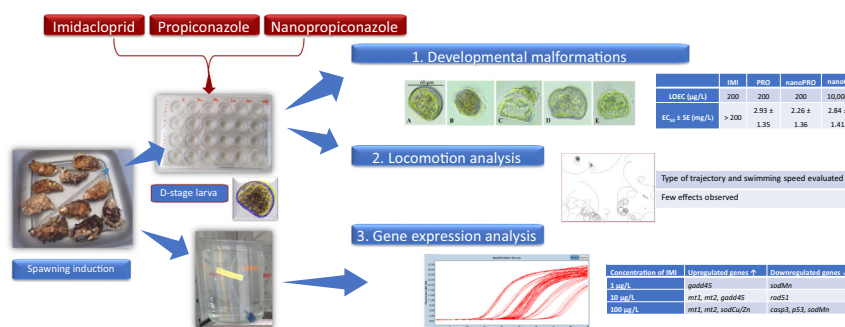 Imidacloprid
Propiconazole
Nanopropiconazole
1. Developmental malformations
A B C D E
IMI PRO nanoPRO
LOEC (µg/L) 200 200 200 10,000
EC50 ± SE (mg/L) > 200 2.93 ± 1.35 2.26 ± 1.36 2.84 ± 1.41
2. Locomotion analysis
D-stage larva
Type of trajectory and swimming speed evaluated
Few effects observed
Spawning induction
3. Gene expression analysis
Concentration of IMI Upregulated genes ↑ Downregulated genes
1 µg/L gadd45 sodMn
10 µg/L mt1, mt2, gadd45 rad51
100 µg/L mt1, mt2, sodCu/Zn casp3, p53, sodMn